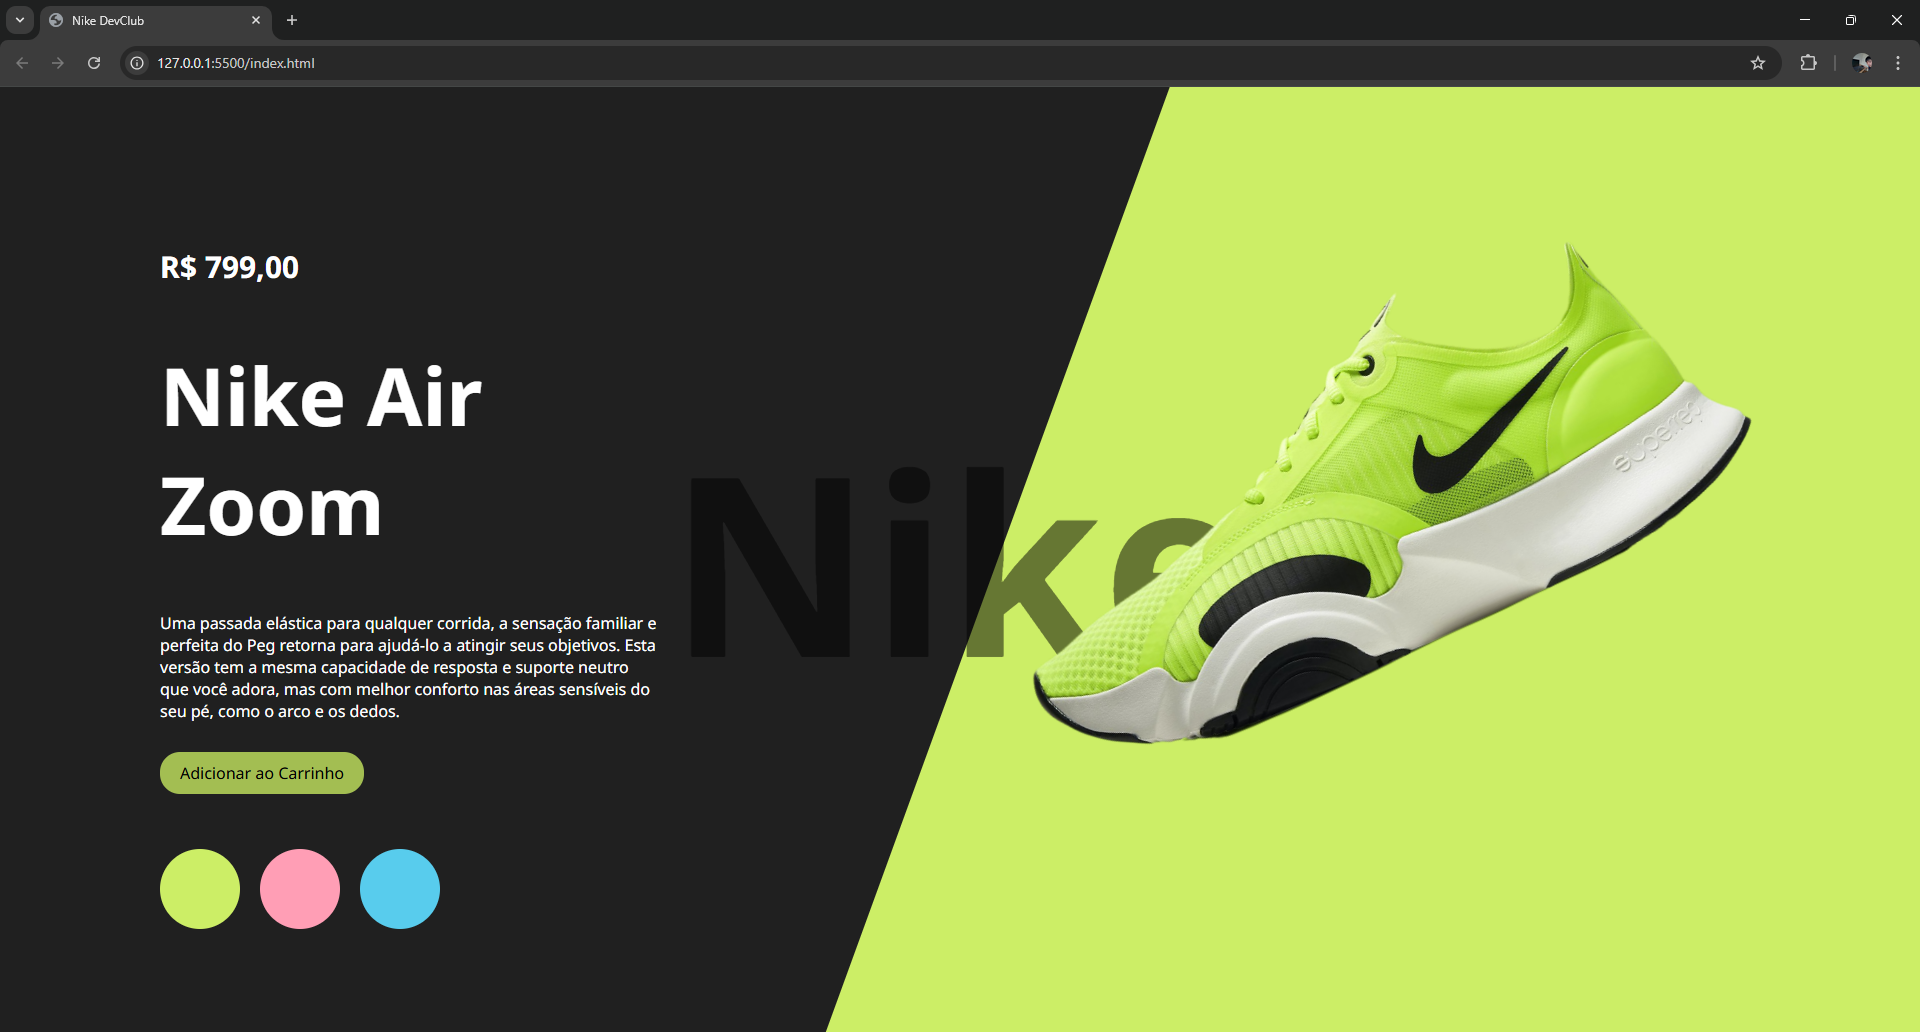 Nike DevClub
127.0.0.1:5500/index.html
R$ 799,00
Nike Air
Zoom
Nike
superrep
Uma passada elástica para qualquer corrida, a sensação familiar e
perfeita do Peg retorna para ajudá-lo a atingir seus objetivos. Esta
versão tem a mesma capacidade de resposta e suporte neutro
que você adora, mas com melhor conforto nas áreas sensíveis do
seu pé, como o arco e os dedos.
Adicionar ao Carrinho